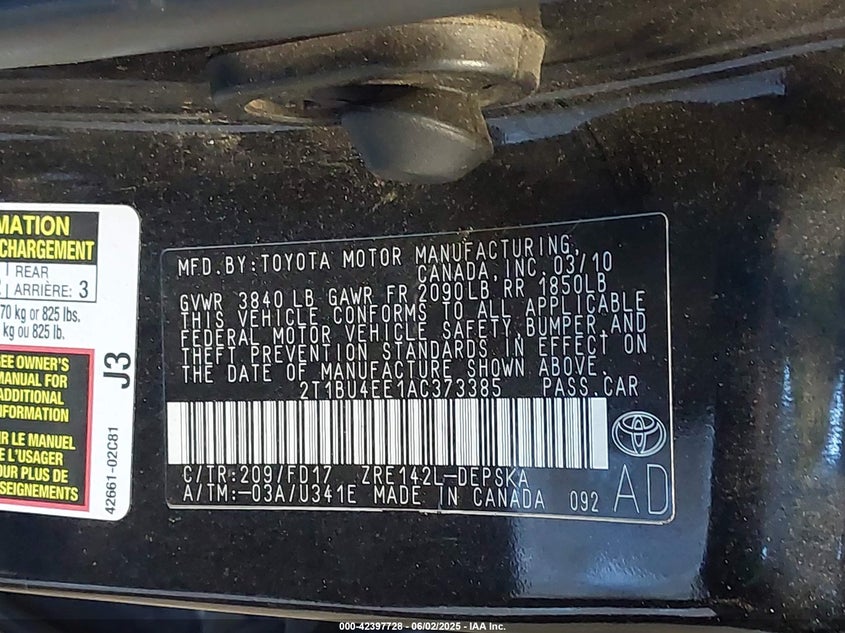 MATION
CHARGEMENT
REAR
ARRIÈRE: 3
70 kg or 825 lbs.
kg ou 825 lb.
EE OWNER'S
MANUAL FOR
ADDITIONAL
INFORMATION
IR LE MANUEL
E L'USAGER
OUR PLUS DE
SEIGNEMENTS
J3
42661-02C81
MFD. BY: TOYOTA MOTOR MANUFACTURING,
CANADA, INC. 03/10
GVWR 3840 LB GAWR FR 2090LB RR 1850LB
THIS VEHICLE CONFORMS TO ALL APPLICABLE
FEDERAL MOTOR VEHICLE SAFETY, BUMPER, AND
THEFT PREVENTION STANDARDS IN EFFECT ON
THE DATE OF MANUFACTURE SHOWN ABOVE.
2T1BU4EE1AC373385 PASS. CAR
C/TR: 209/FD17 ZRE142L-DEPSKA
A/TM: -03A/U341E MADE IN CANADA 092
AD
000-42397728 - 06/02/2025 - IAA Inc.